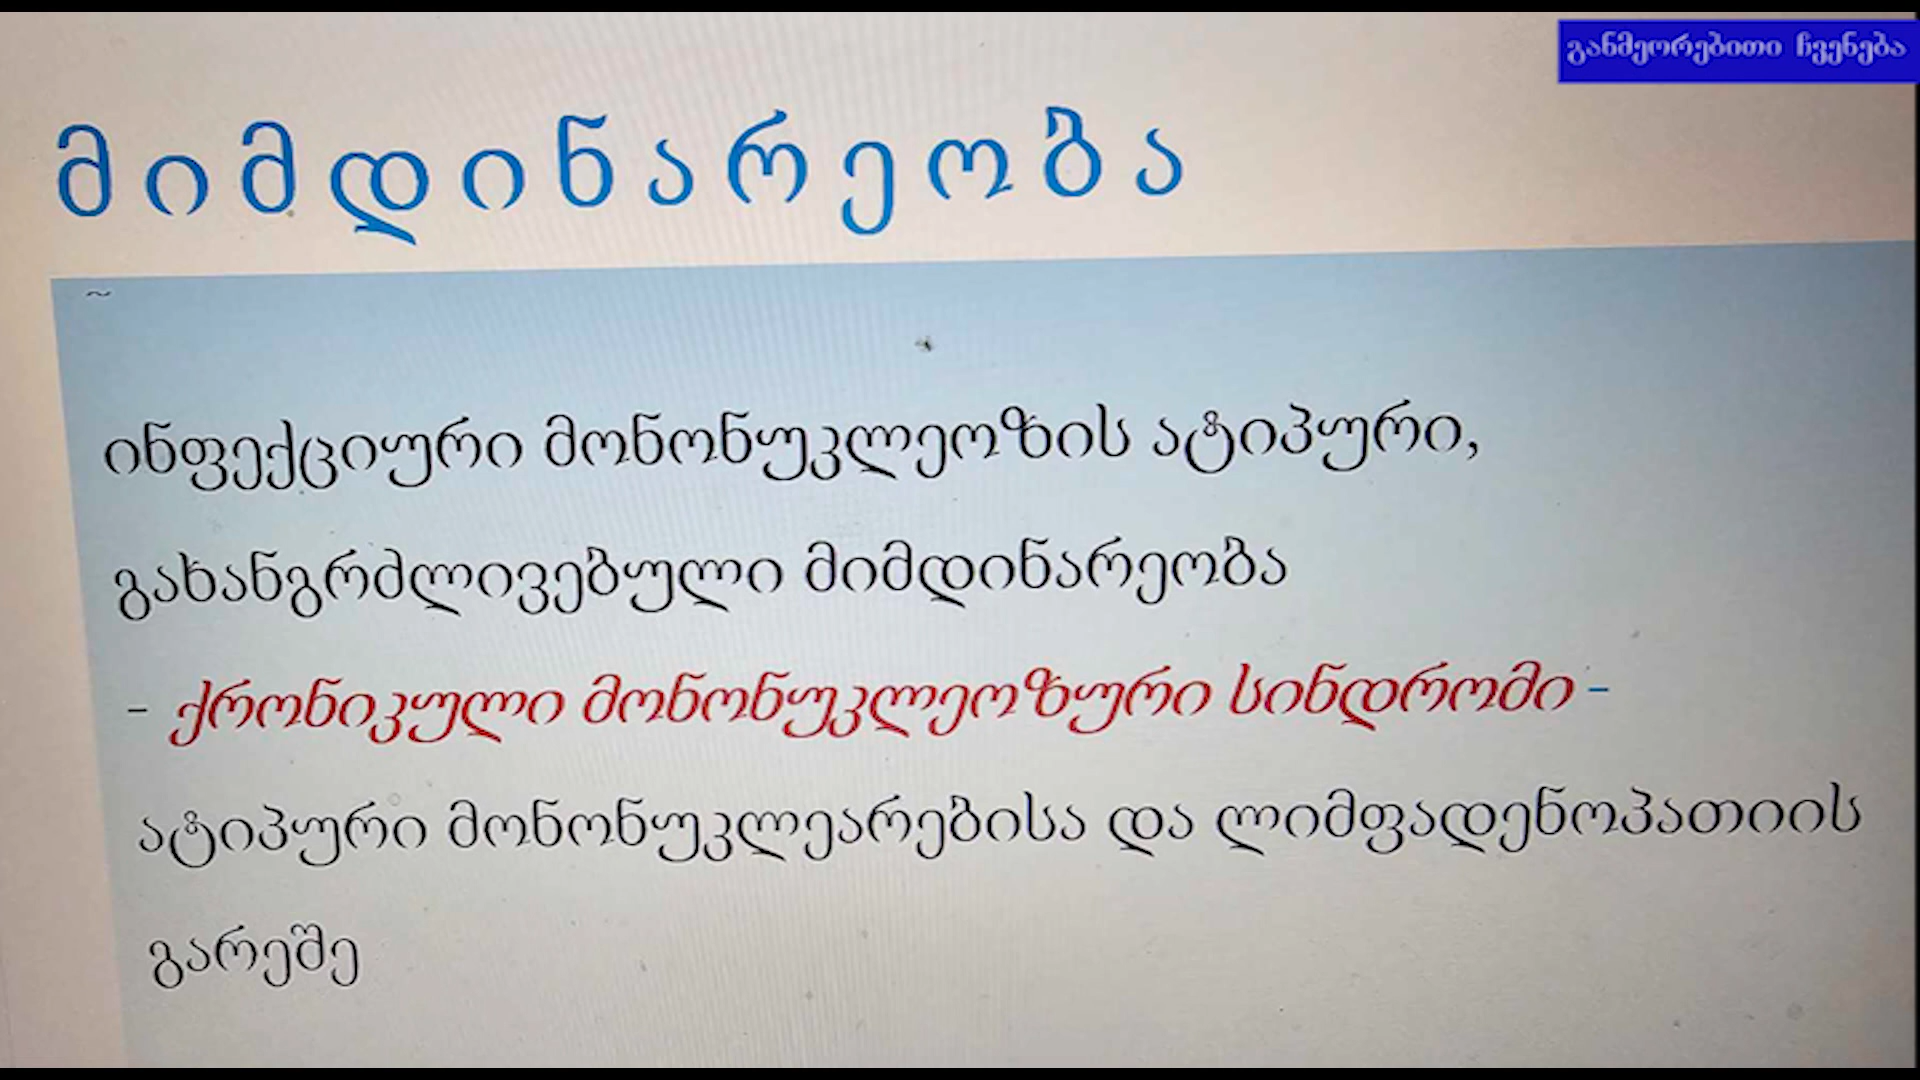 განმეორებითი ჩვენება
მიმდინარეობა
~
ინფექციური მონონუკლეოზის ატიპური,
გახანგრძლივებული მიმდინარეობა
- ქრონიკული მონონუკლეოზური სინდრომი -
ატიპური მონონუკლეარებისა და ლიმფადენოპათიის
გარეშე